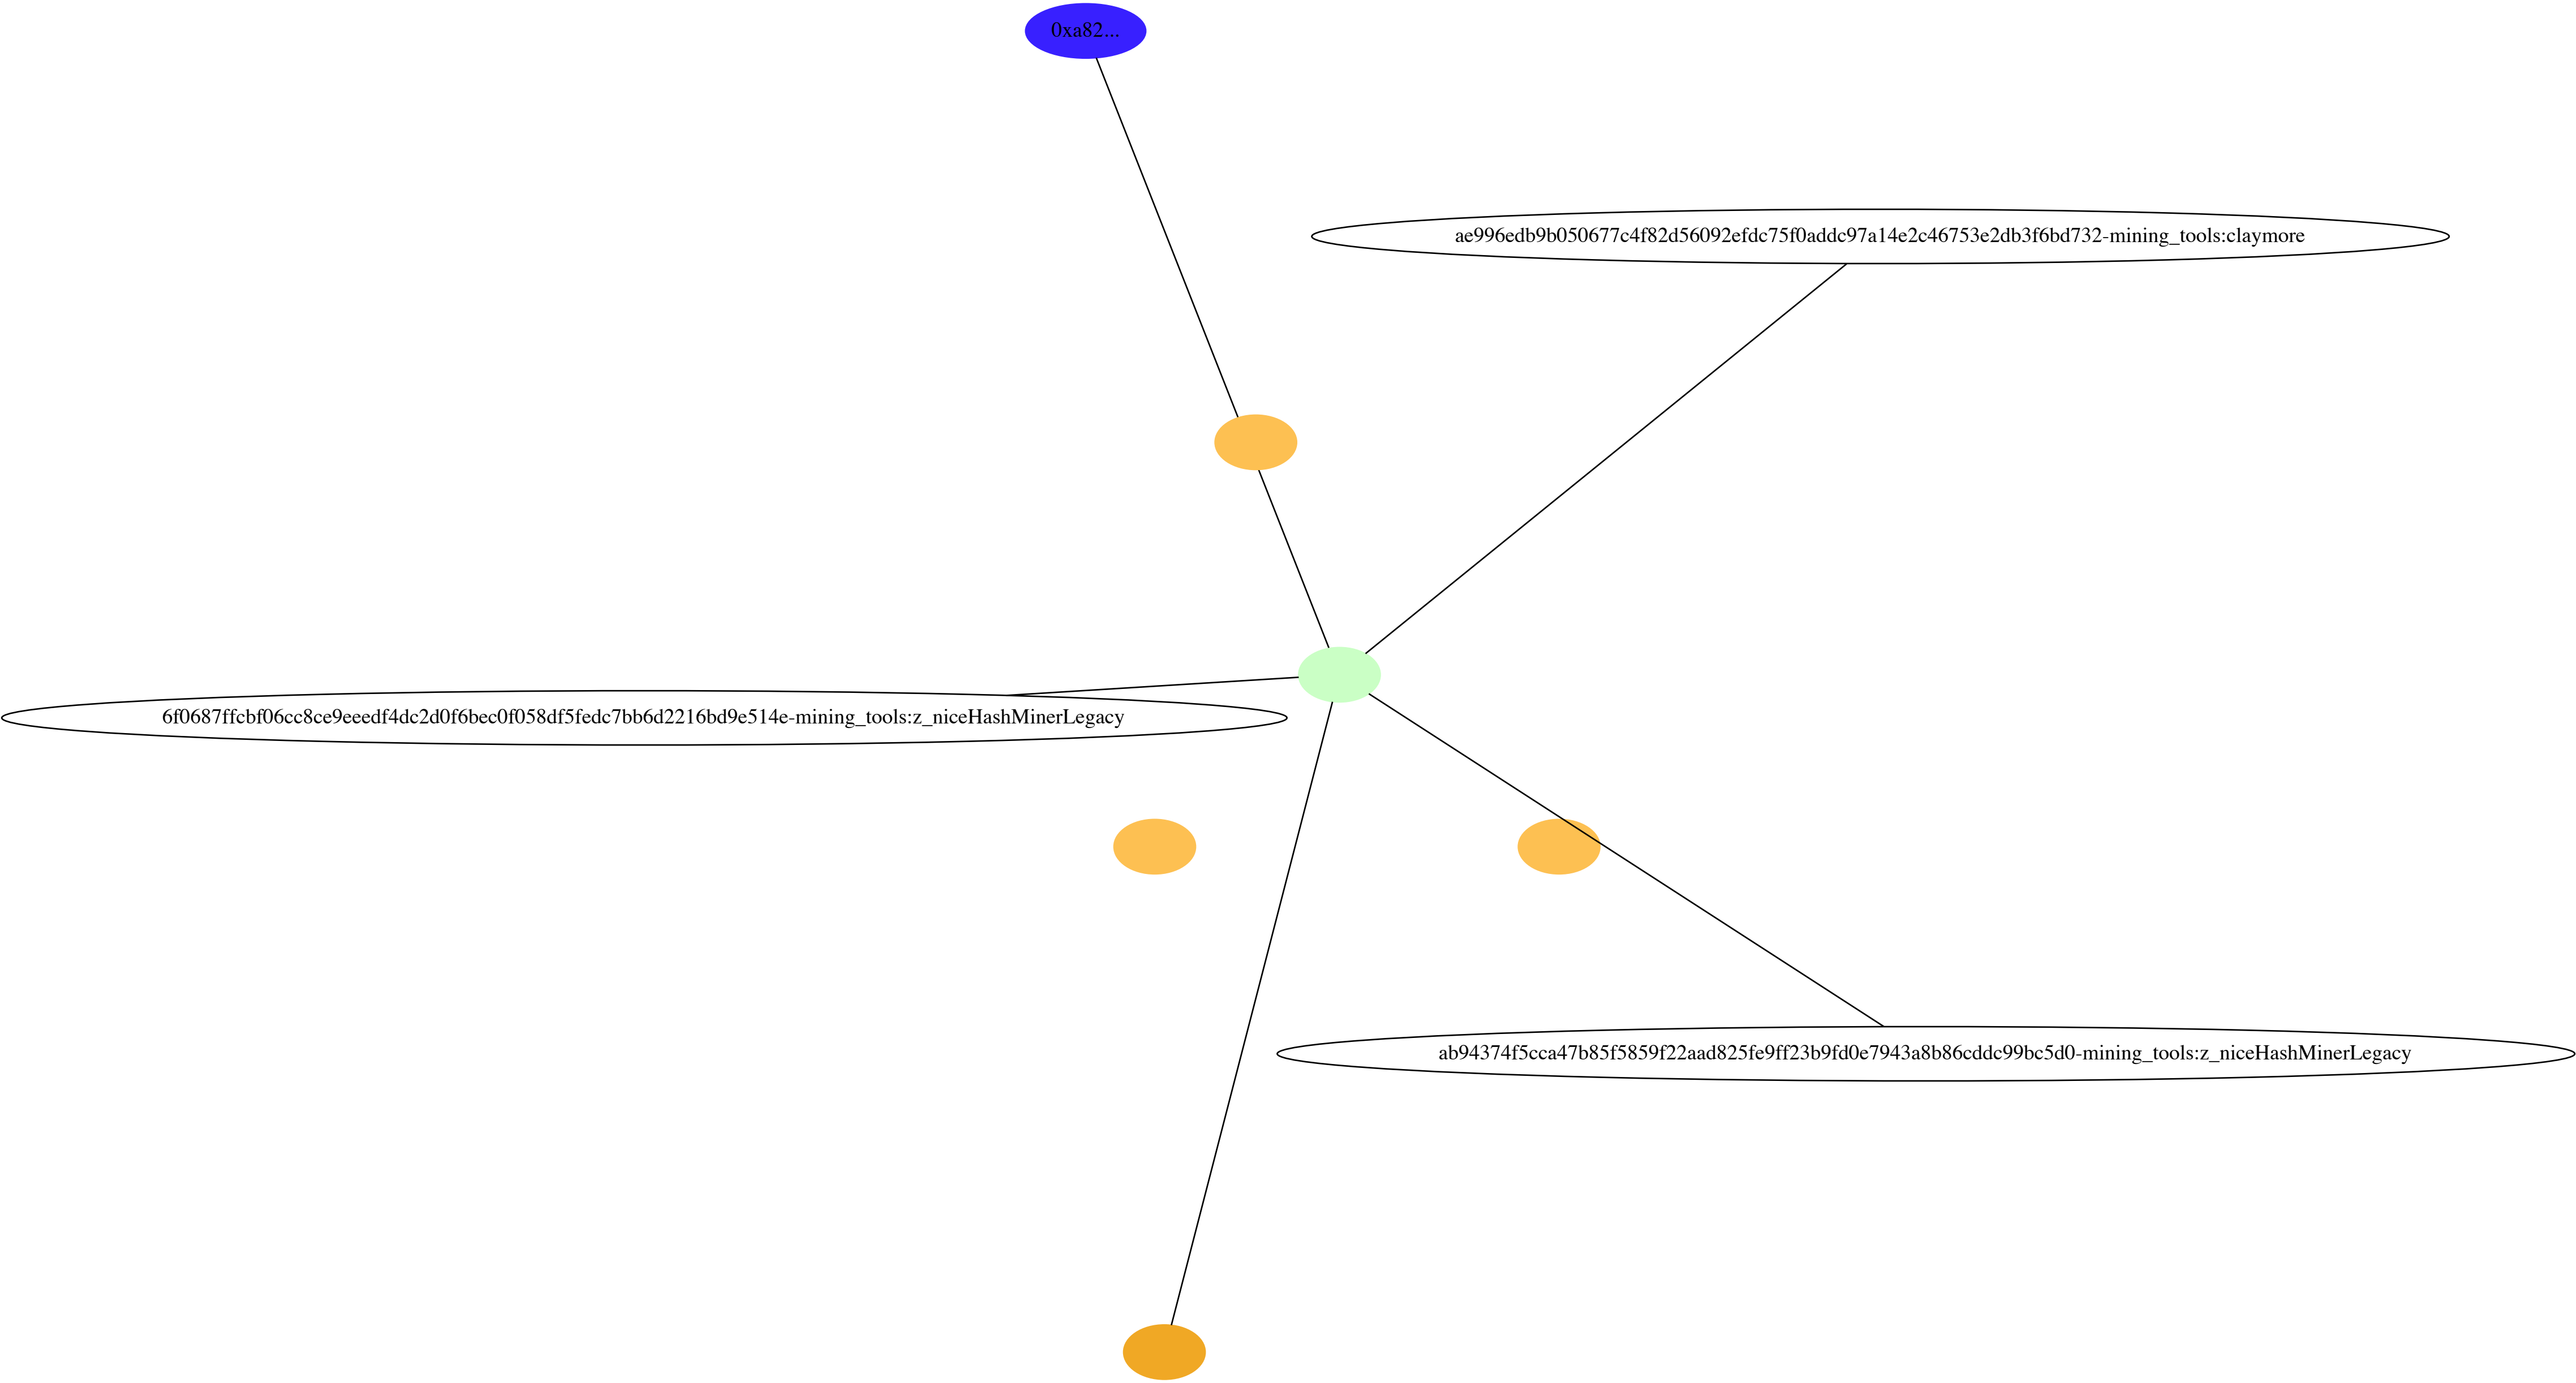 0xa82...
ae996edb9b050677c4f82d56092efdc75f0addc97a14e2c46753e2db3f6bd732-mining_tools:claymore
6f0687ffcbf06cc8ce9eeedf4dc2d0f6bec0f058df5fedc7bb6d2216bd9e514e-mining_tools:z_niceHashMinerLegacy
ab94374f5cca47b85f5859f22aad825fe9ff23b9fd0e7943a8b86cddc99bc5d0-mining_tools:z_niceHashMinerLegacy